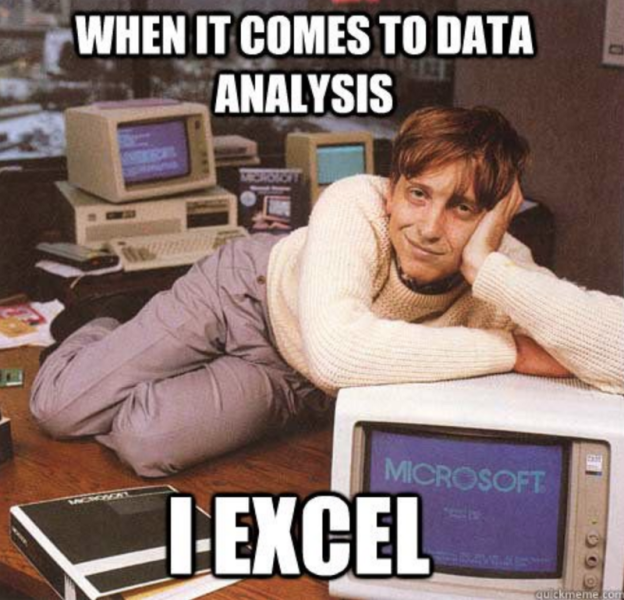 WHEN IT COMES TO DATA
ANALYSIS
MICROSOFT
MICROSOFT
MICROSOFT
I EXCEL
quickmeme.com